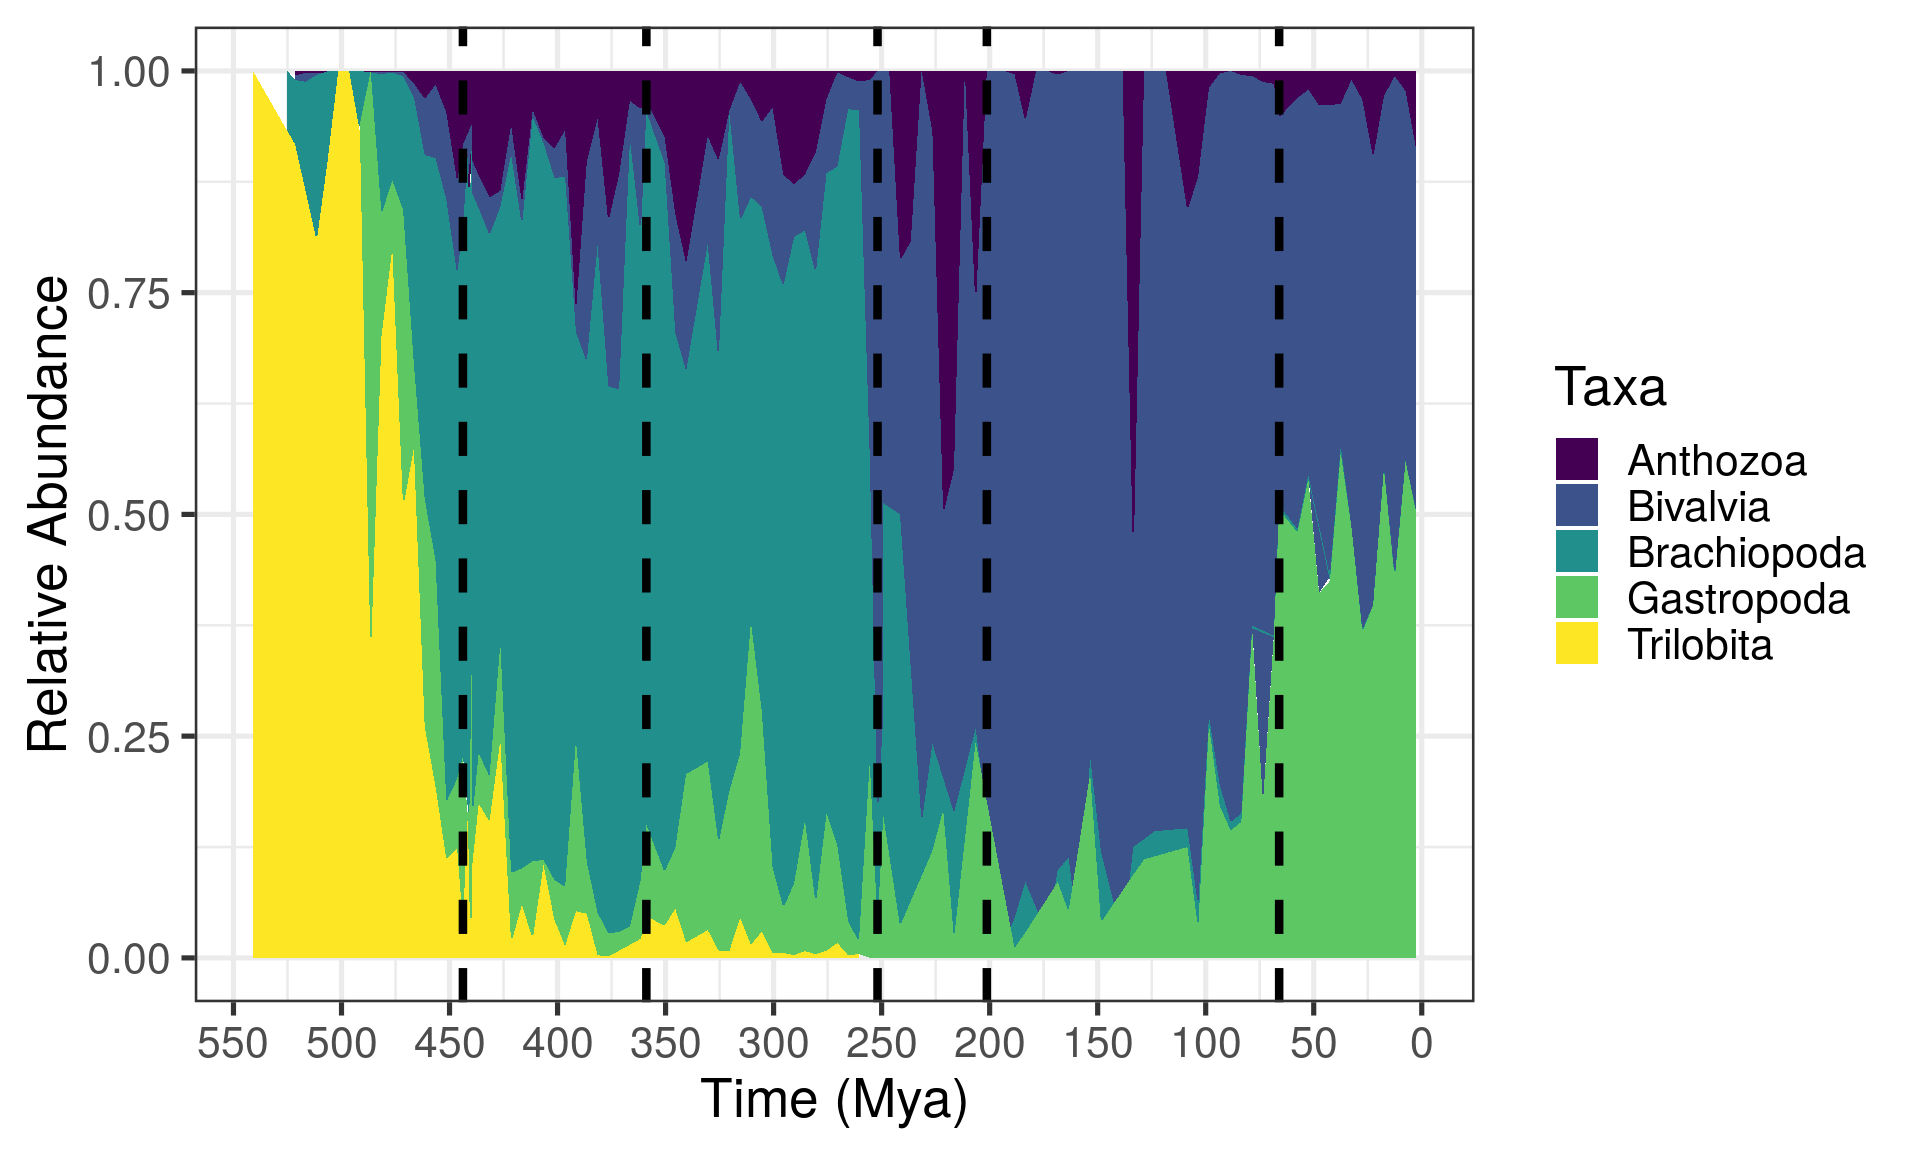 Relative Abundance
1.00
0.75
0.50
0.25
0.00
550 500 450 400 350 300 250 200 150 100 50 0
Time (Mya)
Taxa
Anthozoa
Bivalvia
Brachiopoda
Gastropoda
Trilobita